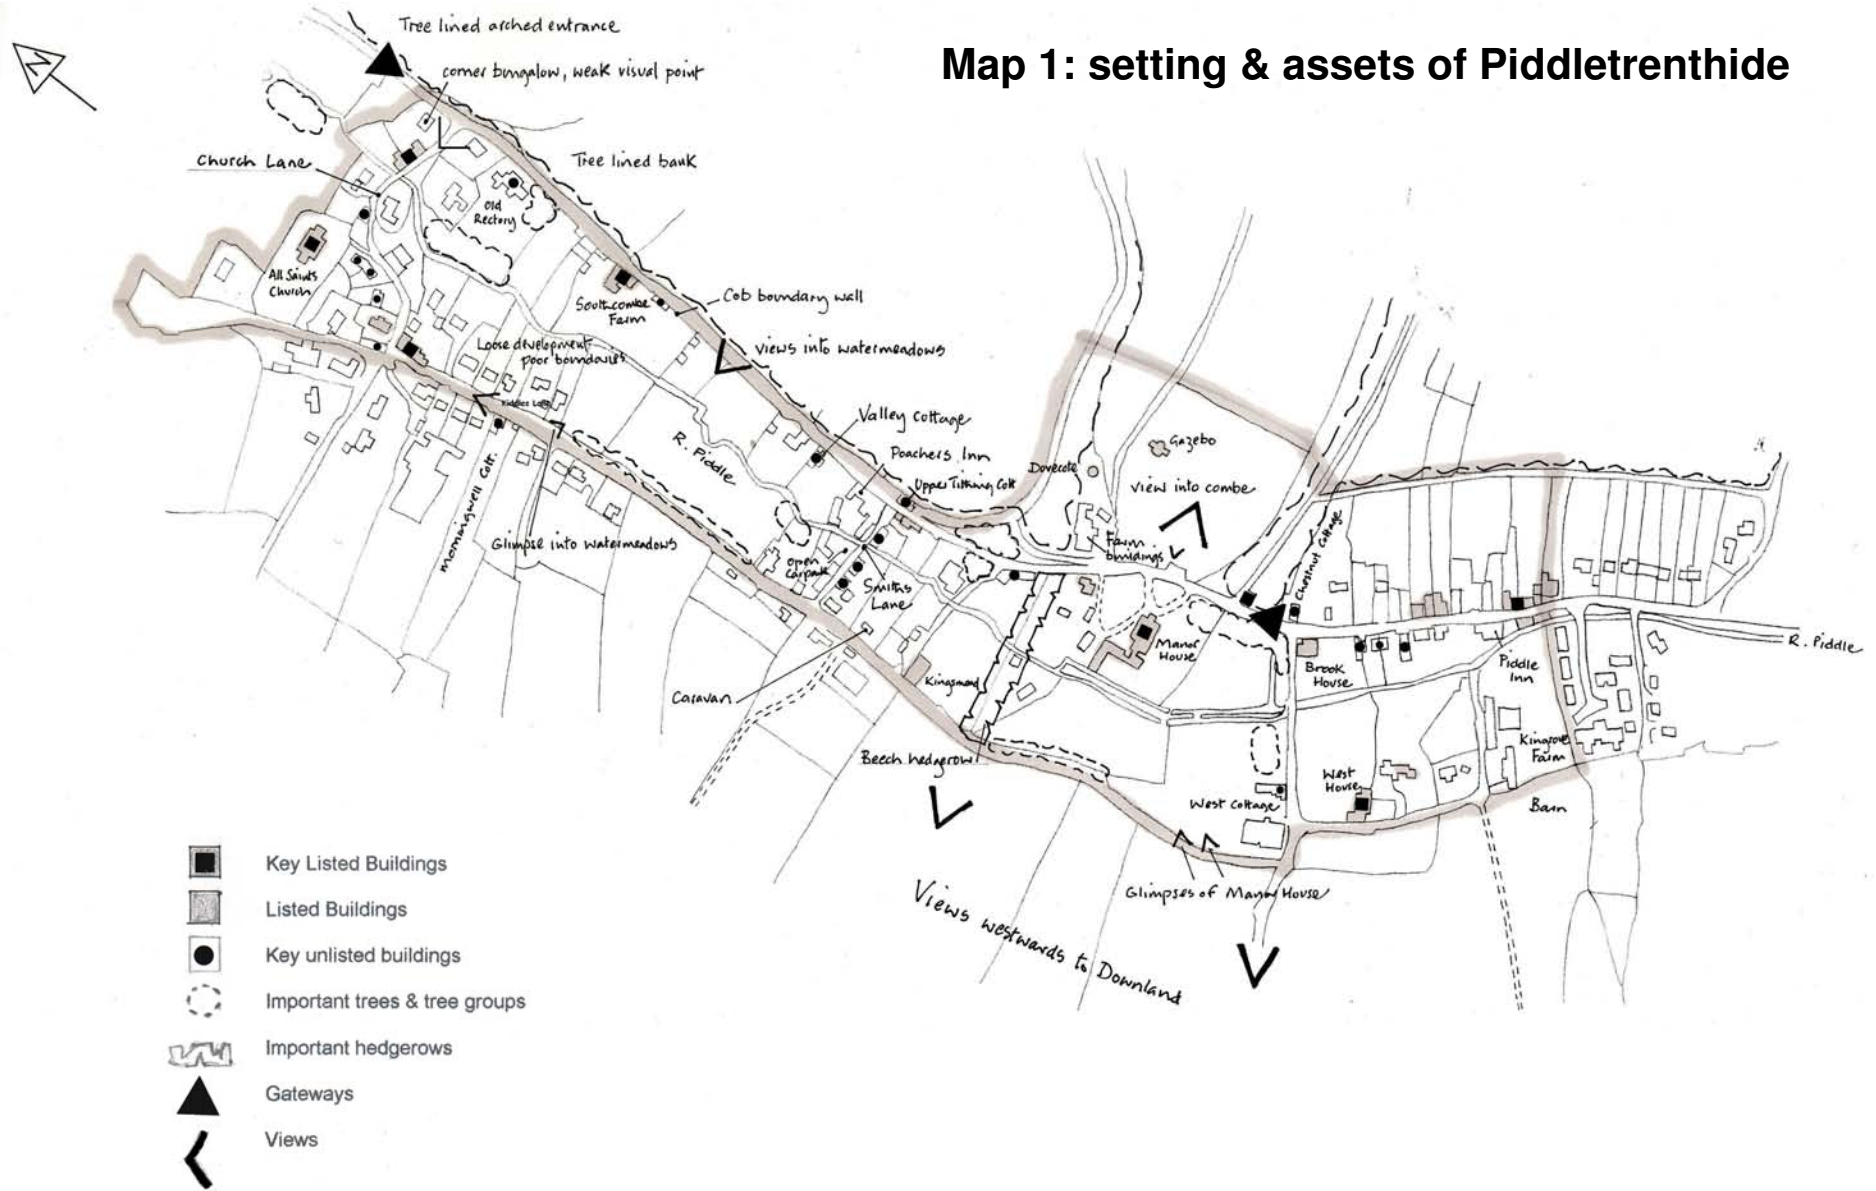 Map 1: setting & assets of Piddletrenthide
N
Tree lined arched entrance
corner bungalow, weak visual point
Church Lane
Tree lined bank
Old
Rectory
All Saints
Church
Southcombe
Farm
Cob boundary wall
Loose development
poor boundaries
views into watermeadows
Kiddles Lane
Valley Cottage
R. Piddle
Poachers Inn
Upper Tithing Cott
Dovecote
Gazebo
view into combe
Morningwell Cott.
Glimpse into watermeadows
Open
Carpark
Smiths
Lane
Farm
buildings
Chestnut Cottage
Manor
House
Brook
House
Piddle
Inn
R. Piddle
Caravan
Kingsmead
Beech hedgerow
West
House
Kingrove
Farm
West Cottage
Barn
Glimpses of Manor House
Views westwards to Downland
Key Listed Buildings
Listed Buildings
Key unlisted buildings
Important trees & tree groups
Important hedgerows
Gateways
Views